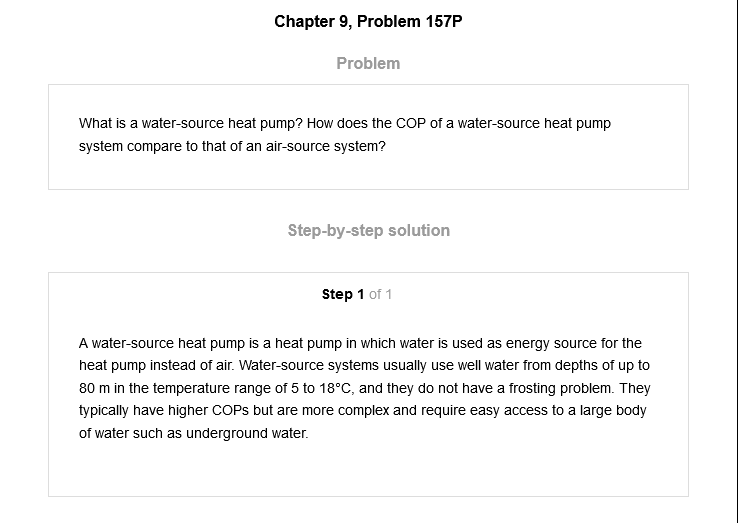 Chapter 9, Problem 157P
Problem
What is a water-source heat pump? How does the COP of a water-source heat pump
system compare to that of an air-source system?
Step-by-step solution
Step 1 of 1
A water-source heat pump is a heat pump in which water is used as energy source for the
heat pump instead of air. Water-source systems usually use well water from depths of up to
80 m in the temperature range of 5 to 18°C, and they do not have a frosting problem. They
typically have higher COPs but are more complex and require easy access to a large body
of water such as underground water.